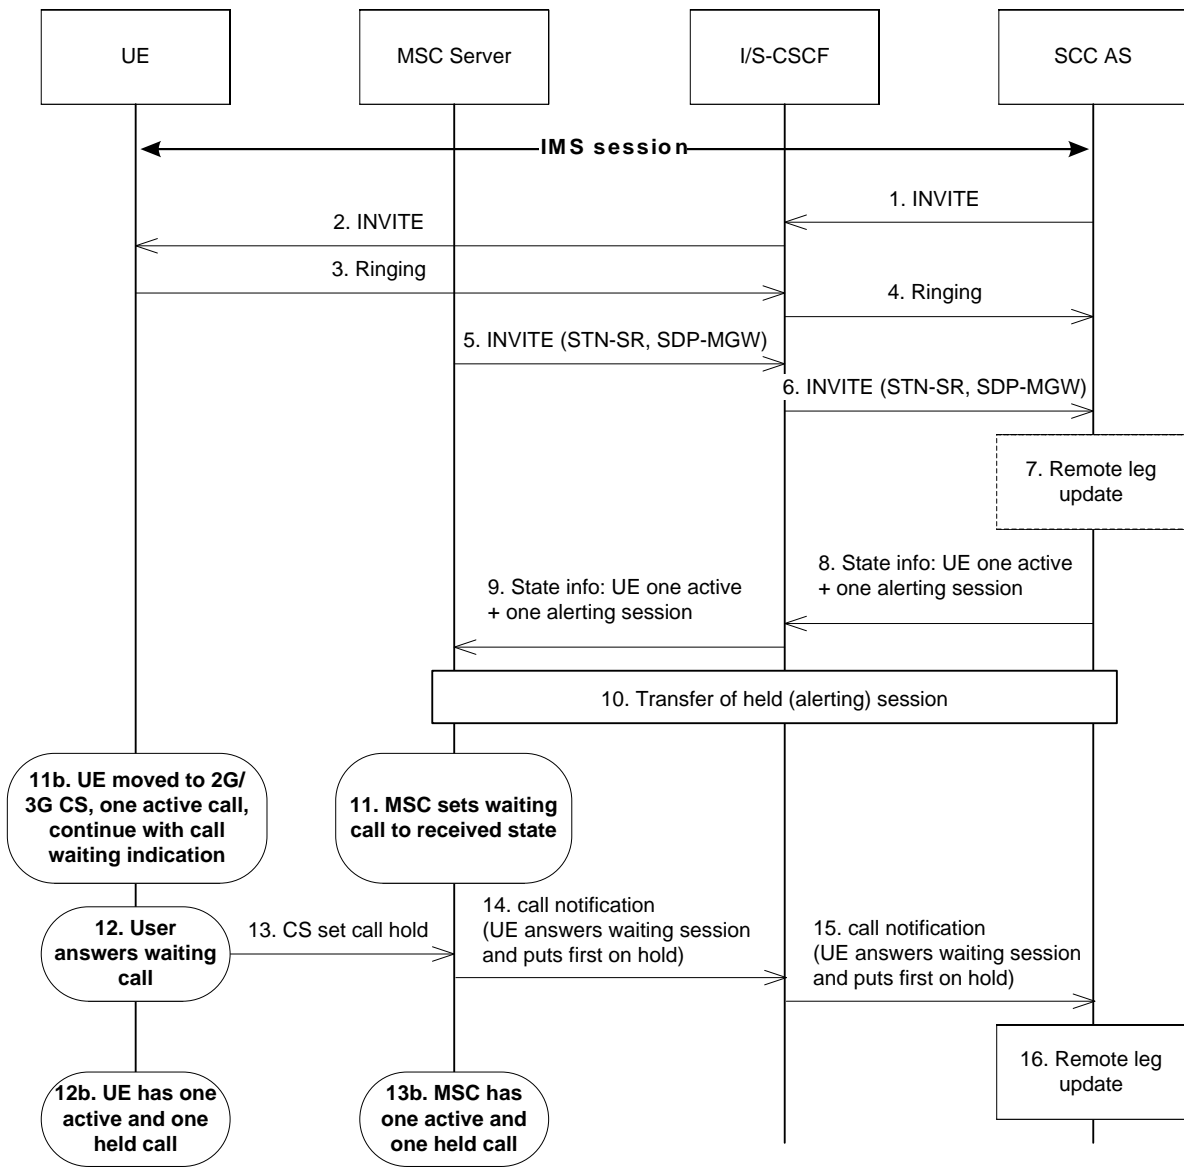 UE
MSC Server
I/S-CSCF
SCC AS
IMS session
1. INVITE
2. INVITE
3. Ringing
4. Ringing
5. INVITE (STN-SR, SDP-MGW)
6. INVITE (STN-SR, SDP-MGW)
7. Remote leg
update
8. State info: UE one active
+ one alerting session
9. State info: UE one active
+ one alerting session
10. Transfer of held (alerting) session
11b. UE moved to 2G/
3G CS, one active call,
continue with call
waiting indication
11. MSC sets waiting
call to received state
12. User
answers waiting
call
13. CS set call hold
14. call notification
(UE answers waiting session
and puts first on hold)
15. call notification
(UE answers waiting session
and puts first on hold)
16. Remote leg
update
12b. UE has one
active and one
held call
13b. MSC has
one active and
one held call